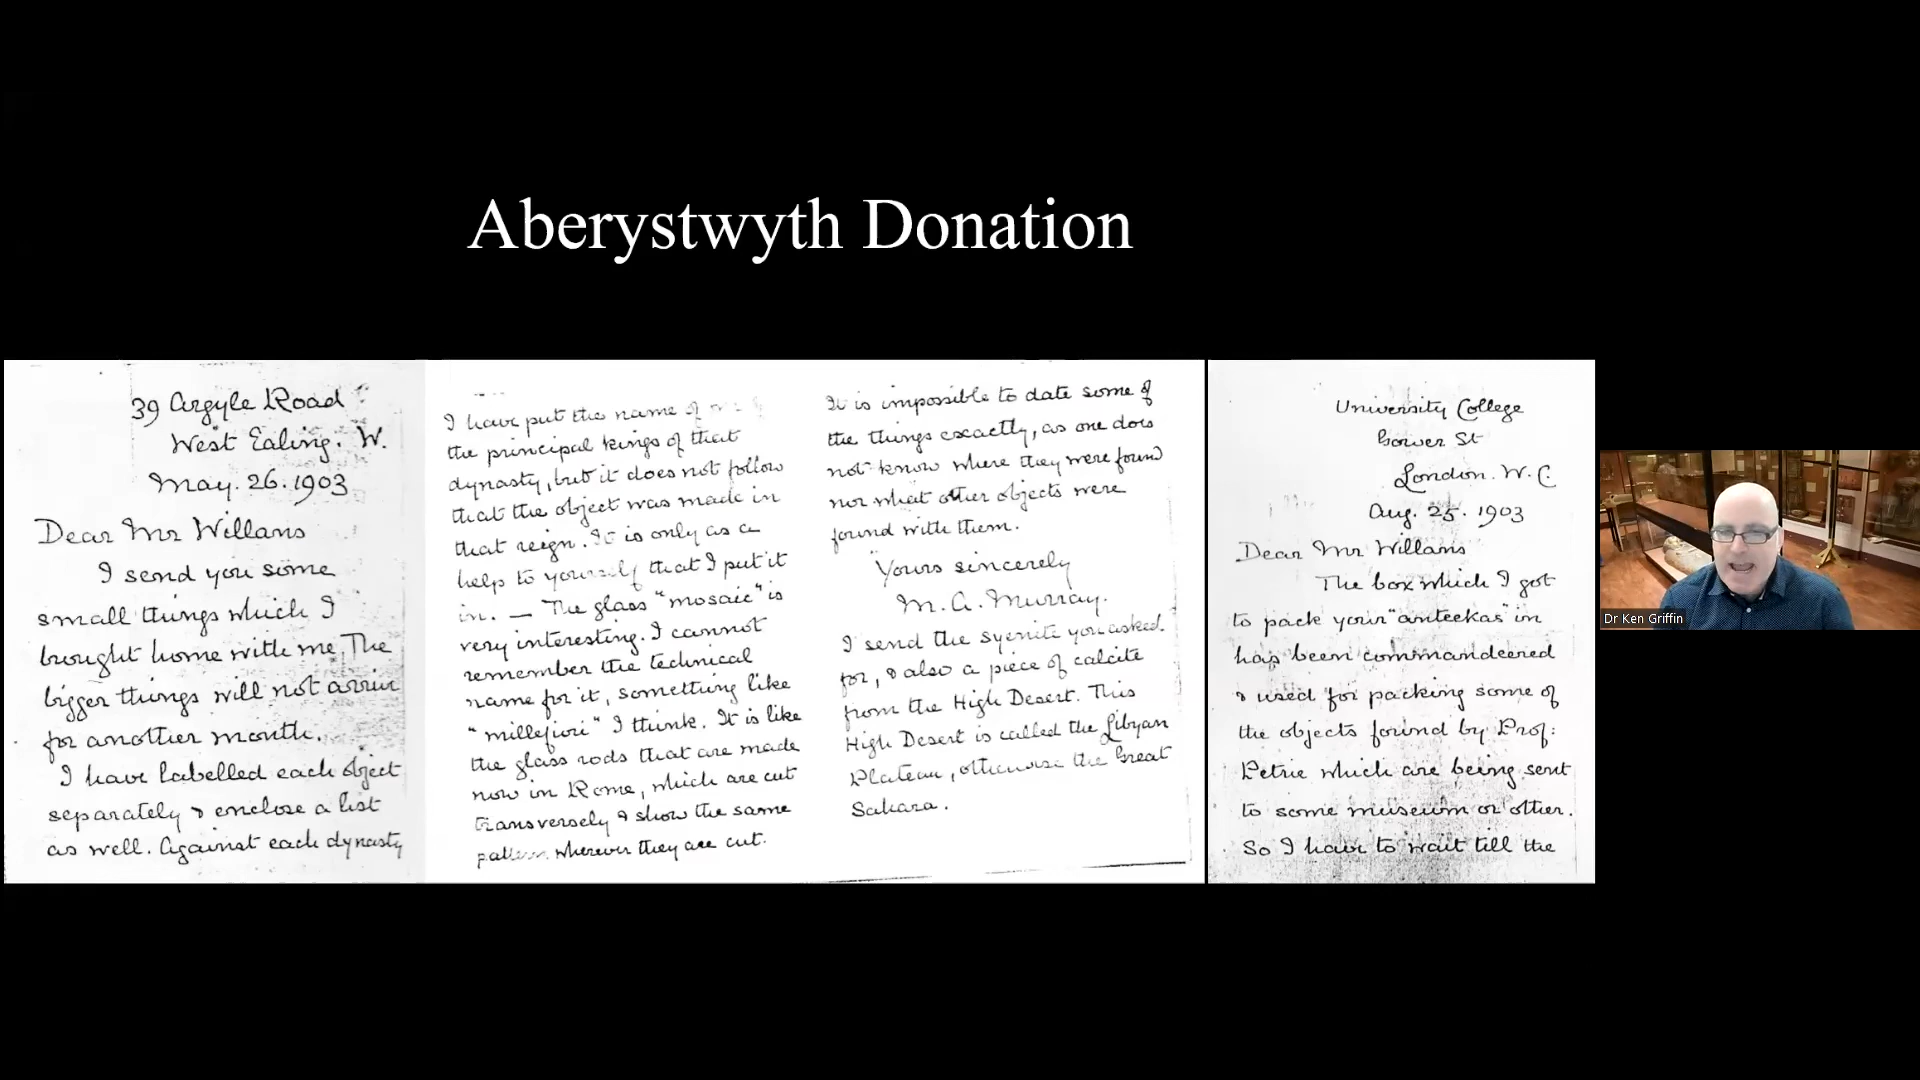 Aberystwyth Donation
39 Argyle Road
West Ealing. W.
May. 26. 1903
Dear Mr Willans
I send you some
small things which I
brought home with me. The
bigger things will not arrive
for another month.
I have labelled each object
separately & enclose a list
as well. Against each dynasty
I have put the name of
the principal kings of that
dynasty, but it does not follow
that the object was made in
that reign. It is only as a
help to yourself that I put it
in. — The glass "mosaic" is
very interesting. I cannot
remember the technical
name for it, something like
"millefiori" I think. It is like
the glass rods that are made
now in Rome, which are cut
transversely & show the same
pattern wherever they are cut.
It is impossible to date some of
the things exactly, as one does
not know where they were found
nor what other objects were
found with them.
Yours sincerely
M. A. Murray.
I send the syenite you asked
for, & also a piece of calcite
from the High Desert. This
High Desert is called the Libyan
Plateau, otherwise the Great
Sahara.
University College
Gower St
London. W. C.
Aug. 25. 1903
Dear Mr Willans
The box which I got
to pack your "anteekas" in
has been commandeered
& used for packing some of
the objects found by Prof:
Petrie which are being sent
to some museum or other.
So I have to wait till the
Dr Ken Griffin